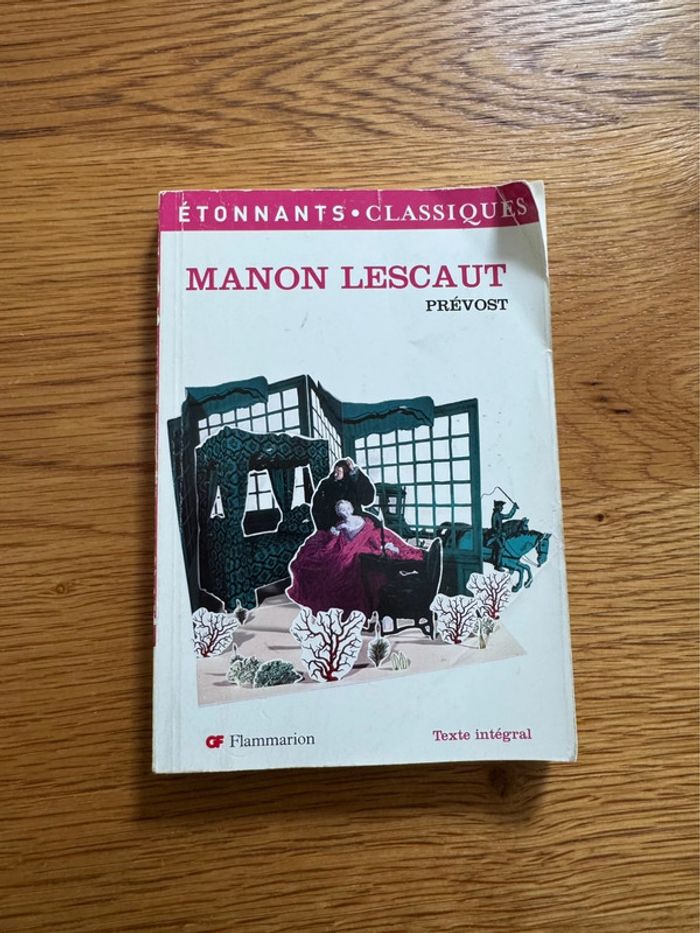 ÉTONNANTS • CLASSIQUES
MANON LESCAUT
PRÉVOST
GF Flammarion
Texte intégral